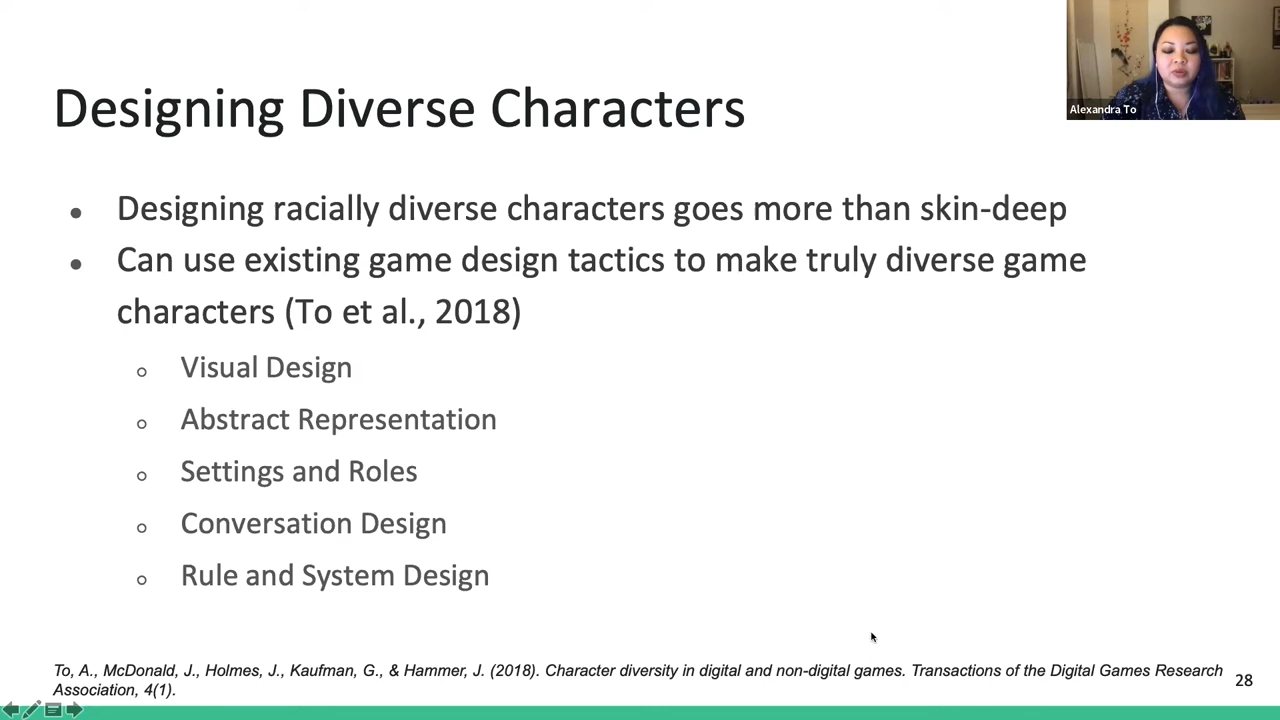 Alexandra To
Designing Diverse Characters
● Designing racially diverse characters goes more than skin-deep
● Can use existing game design tactics to make truly diverse game
characters (To et al., 2018)
○ Visual Design
○ Abstract Representation
○ Settings and Roles
○ Conversation Design
○ Rule and System Design
To, A., McDonald, J., Holmes, J., Kaufman, G., & Hammer, J. (2018). Character diversity in digital and non-digital games. Transactions of the Digital Games Research
Association, 4(1).
28